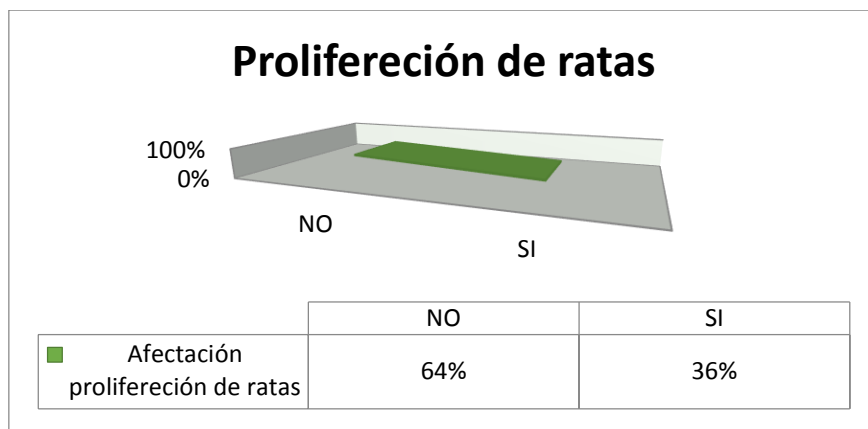 Prolifereción de ratas
100%
0%
NO
SI
NO SI
Afectación
prolifereción de ratas
64% 36%